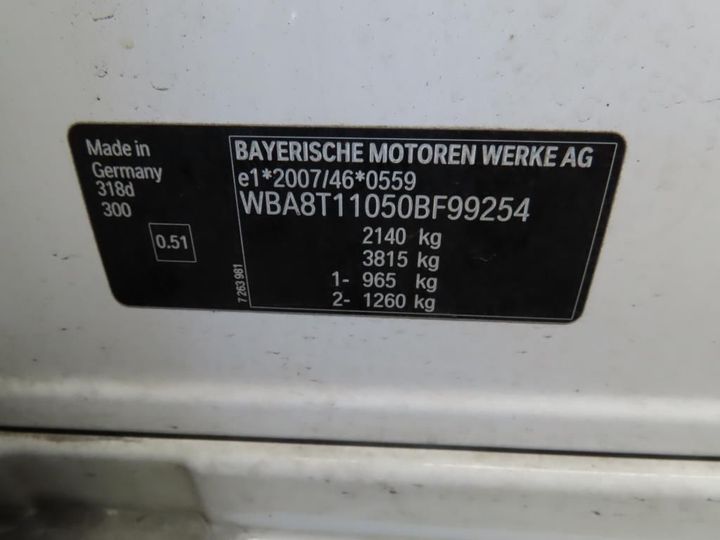 Made in
Germany
318d
300
0.51
7 263 981
BAYERISCHE MOTOREN WERKE AG
e1*2007/46*0559
WBA8T11050BF99254
2140 kg
3815 kg
1- 965 kg
2- 1260 kg